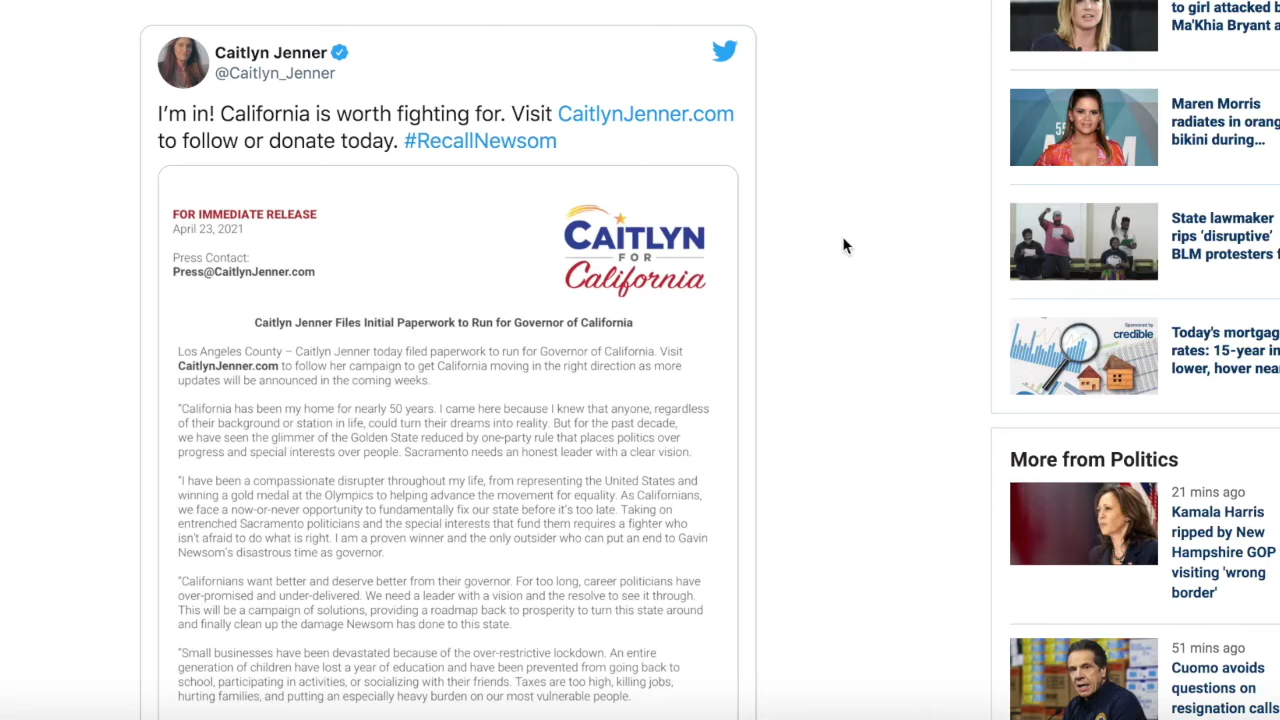 Caitlyn Jenner
@Caitlyn_Jenner
I'm in! California is worth fighting for. Visit CaitlynJenner.com
to follow or donate today. #RecallNewsom
FOR IMMEDIATE RELEASE
April 23, 2021
Press Contact:
Press@CaitlynJenner.com
CAITLYN
FOR
California
Caitlyn Jenner Files Initial Paperwork to Run for Governor of California
Los Angeles County – Caitlyn Jenner today filed paperwork to run for Governor of California. Visit
CaitlynJenner.com to follow her campaign to get California moving in the right direction as more
updates will be announced in the coming weeks.
"California has been my home for nearly 50 years. I came here because I knew that anyone, regardless
of their background or station in life, could turn their dreams into reality. But for the past decade,
we have seen the glimmer of the Golden State reduced by one-party rule that places politics over
progress and special interests over people. Sacramento needs an honest leader with a clear vision.
"I have been a compassionate disrupter throughout my life, from representing the United States and
winning a gold medal at the Olympics to helping advance the movement for equality. As Californians,
we face a now-or-never opportunity to fundamentally fix our state before it's too late. Taking on
entrenched Sacramento politicians and the special interests that fund them requires a fighter who
isn't afraid to do what is right. I am a proven winner and the only outsider who can put an end to Gavin
Newsom's disastrous time as governor.
"Californians want better and deserve better from their governor. For too long, career politicians have
over-promised and under-delivered. We need a leader with a vision and the resolve to see it through.
This will be a campaign of solutions, providing a roadmap back to prosperity to turn this state around
and finally clean up the damage Newsom has done to this state.
"Small businesses have been devastated because of the over-restrictive lockdown. An entire
generation of children have lost a year of education and have been prevented from going back to
school, participating in activities, or socializing with their friends. Taxes are too high, killing jobs,
hurting families, and putting an especially heavy burden on our most vulnerable people.
to girl attacked
Ma'Khia Bryant
Maren Morris
radiates in
bikini during...
State lawmaker
rips 'disruptive'
BLM protesters
Sponsored by
credible
Today's
rates: 15-year
lower, hover
More from Politics
21 mins ago
Kamala Harris
ripped by New
Hampshire GOP
visiting 'wrong
border'
51 mins ago
Cuomo avoids
questions on
resignation calls